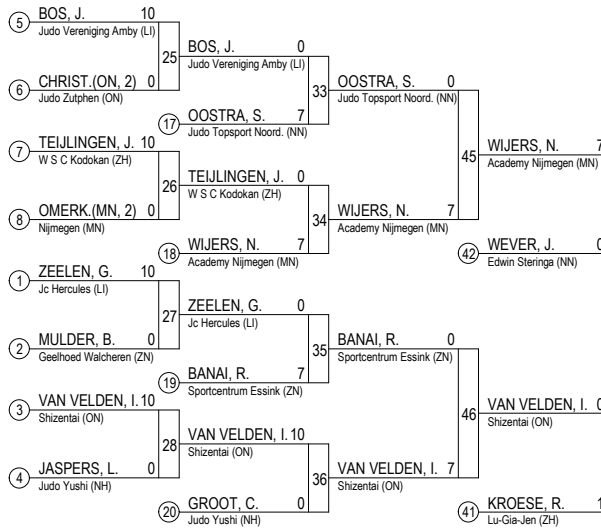 5 BOS, J. 10
Judo Vereniging Amby (LI)
25
6 CHRIST.(ON, 2) 0
Judo Zutphen (ON)
BOS, J. 0
Judo Vereniging Amby (LI)
33
17 OOSTRA, S. 7
Judo Topsport Noord. (NN)
7 TEIJLINGEN, J. 10
W S C Kodokan (ZH)
26
8 OMERK.(MN, 2) 0
Nijmegen (MN)
TEIJLINGEN, J. 0
W S C Kodokan (ZH)
34
18 WIJERS, N. 7
Academy Nijmegen (MN)
OOSTRA, S. 0
Judo Topsport Noord. (NN)
45
WIJERS, N. 7
Academy Nijmegen (MN)
WIJERS, N. 7
Academy Nijmegen (MN)
42 WEVER, J. 0
Edwin Steringa (NN)
1 ZEELEN, G. 10
Jc Hercules (LI)
27
2 MULDER, B. 0
Geelhoed Walcheren (ZN)
ZEELEN, G. 0
Jc Hercules (LI)
35
19 BANAI, R. 7
Sportcentrum Essink (ZN)
3 VAN VELDEN, I. 10
Shizentai (ON)
28
4 JASPERS, L. 0
Judo Yushi (NH)
VAN VELDEN, I. 10
Shizentai (ON)
36
20 GROOT, C. 0
Judo Yushi (NH)
BANAI, R. 0
Sportcentrum Essink (ZN)
46
VAN VELDEN, I. 7
Shizentai (ON)
VAN VELDEN, I. 0
Shizentai (ON)
41 KROESE, R. 1
Lu-Gia-Jen (ZH)